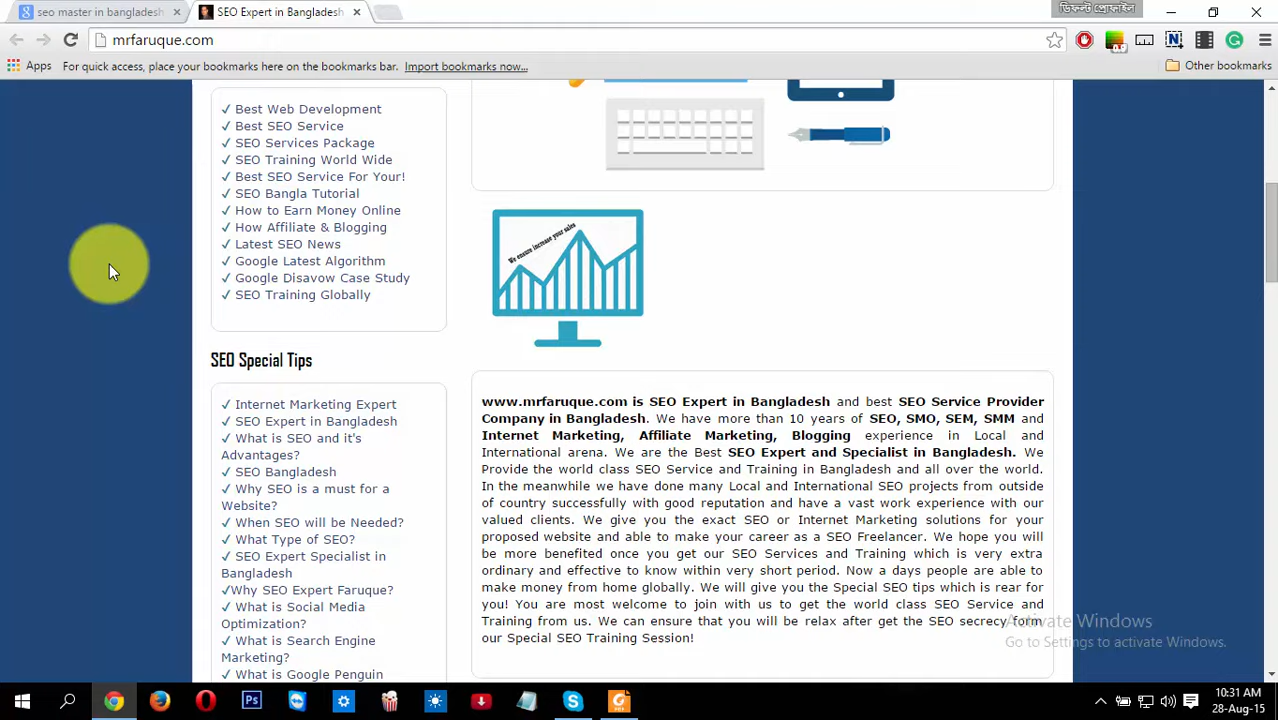 seo master in bangladesh
SEO Expert in Bangladesh
ডিফল্ট প্রোফাইল
mrfaruque.com
Apps For quick access, place your bookmarks here on the bookmarks bar. Import bookmarks now... Other bookmarks
✓ Best Web Development
✓ Best SEO Service
✓ SEO Services Package
✓ SEO Training World Wide
✓ Best SEO Service For Your!
✓ SEO Bangla Tutorial
✓ How to Earn Money Online
✓ How Affiliate & Blogging
✓ Latest SEO News
✓ Google Latest Algorithm
✓ Google Disavow Case Study
✓ SEO Training Globally
SEO Special Tips
✓ Internet Marketing Expert
✓ SEO Expert in Bangladesh
✓ What is SEO and it's
Advantages?
✓ SEO Bangladesh
✓ Why SEO is a must for a
Website?
✓ When SEO will be Needed?
✓ What Type of SEO?
✓ SEO Expert Specialist in
Bangladesh
✓Why SEO Expert Faruque?
✓ What is Social Media
Optimization?
✓ What is Search Engine
Marketing?
✓ What is Google Penguin
We ensure increase your sales
www.mrfaruque.com is SEO Expert in Bangladesh and best SEO Service Provider
Company in Bangladesh. We have more than 10 years of SEO, SMO, SEM, SMM and
Internet Marketing, Affiliate Marketing, Blogging experience in Local and
International arena. We are the Best SEO Expert and Specialist in Bangladesh. We
Provide the world class SEO Service and Training in Bangladesh and all over the world.
In the meanwhile we have done many Local and International SEO projects from outside
of country successfully with good reputation and have a vast work experience with our
valued clients. We give you the exact SEO or Internet Marketing solutions for your
proposed website and able to make your career as a SEO Freelancer. We hope you will
be more benefited once you get our SEO Services and Training which is very extra
ordinary and effective to know within very short period. Now a days people are able to
make money from home globally. We will give you the Special SEO tips which is rear for
you! You are most welcome to join with us to get the world class SEO Service and
Training from us. We can ensure that you will be relax after get the SEO secrecy form
our Special SEO Training Session!
Activate Windows
Go to Settings to activate Windows.
Ps
10:31 AM
28-Aug-15